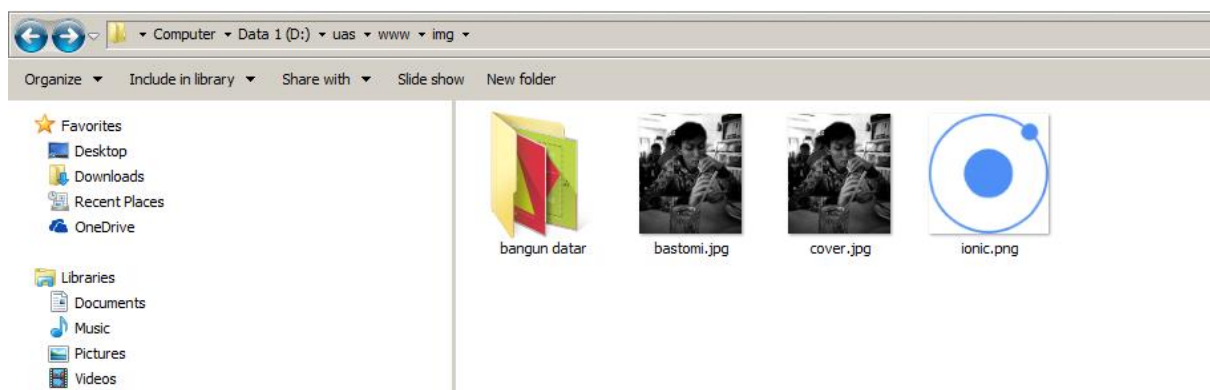 Computer Data 1 (D:) uas www img
Organize Include in library Share with Slide show New folder
Favorites
Desktop
Downloads
Recent Places
OneDrive
Libraries
Documents
Music
Pictures
Videos
bangun datar bastomi.jpg cover.jpg ionic.png